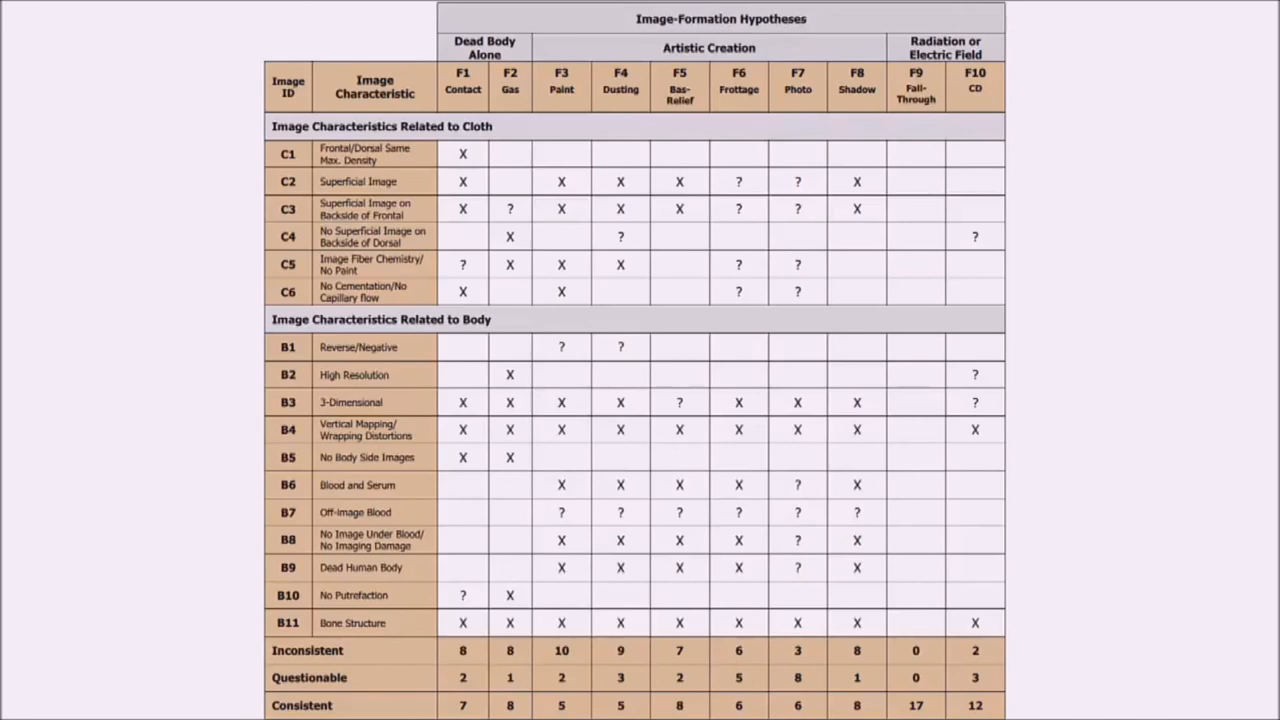 Image-Formation Hypotheses
Dead Body Alone Artistic Creation Radiation or Electric Field
Image ID Image Characteristic F1 Contact F2 Gas F3 Paint F4 Dusting F5 Bas-Relief F6 Frottage F7 Photo F8 Shadow F9 Fall-Through F10 CD
Image Characteristics Related to Cloth
C1 Frontal/Dorsal Same Max. Density X
C2 Superficial Image X X X X ? ? X
C3 Superficial Image on Backside of Frontal X ? X X X ? ? X
C4 No Superficial Image on Backside of Dorsal X ? ?
C5 Image Fiber Chemistry/ No Paint ? X X X ? ?
C6 No Cementation/No Capillary flow X X ? ?
Image Characteristics Related to Body
B1 Reverse/Negative ? ?
B2 High Resolution X ?
B3 3-Dimensional X X X X ? X X X ?
B4 Vertical Mapping/ Wrapping Distortions X X X X X X X X X
B5 No Body Side Images X X
B6 Blood and Serum X X X X ? X
B7 Off-image Blood ? ? ? ? ? ?
B8 No Image Under Blood/ No Imaging Damage X X X X ? X
B9 Dead Human Body X X X X ? X
B10 No Putrefaction ? X
B11 Bone Structure X X X X X X X X X
Inconsistent 8 8 10 9 7 6 3 8 0 2
Questionable 2 1 2 3 2 5 8 1 0 3
Consistent 7 8 5 5 8 6 6 8 17 12